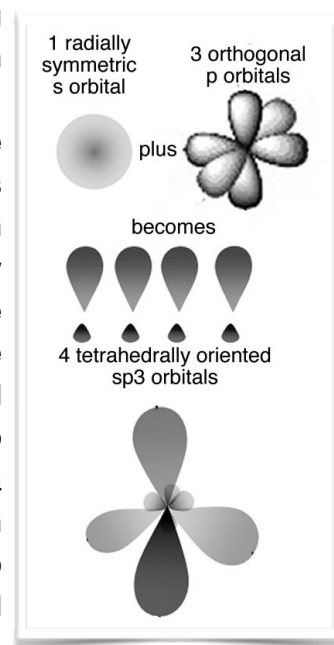 1 radially
symmetric
s orbital
3 orthogonal
p orbitals
plus
becomes
4 tetrahedrally oriented
sp3 orbitals